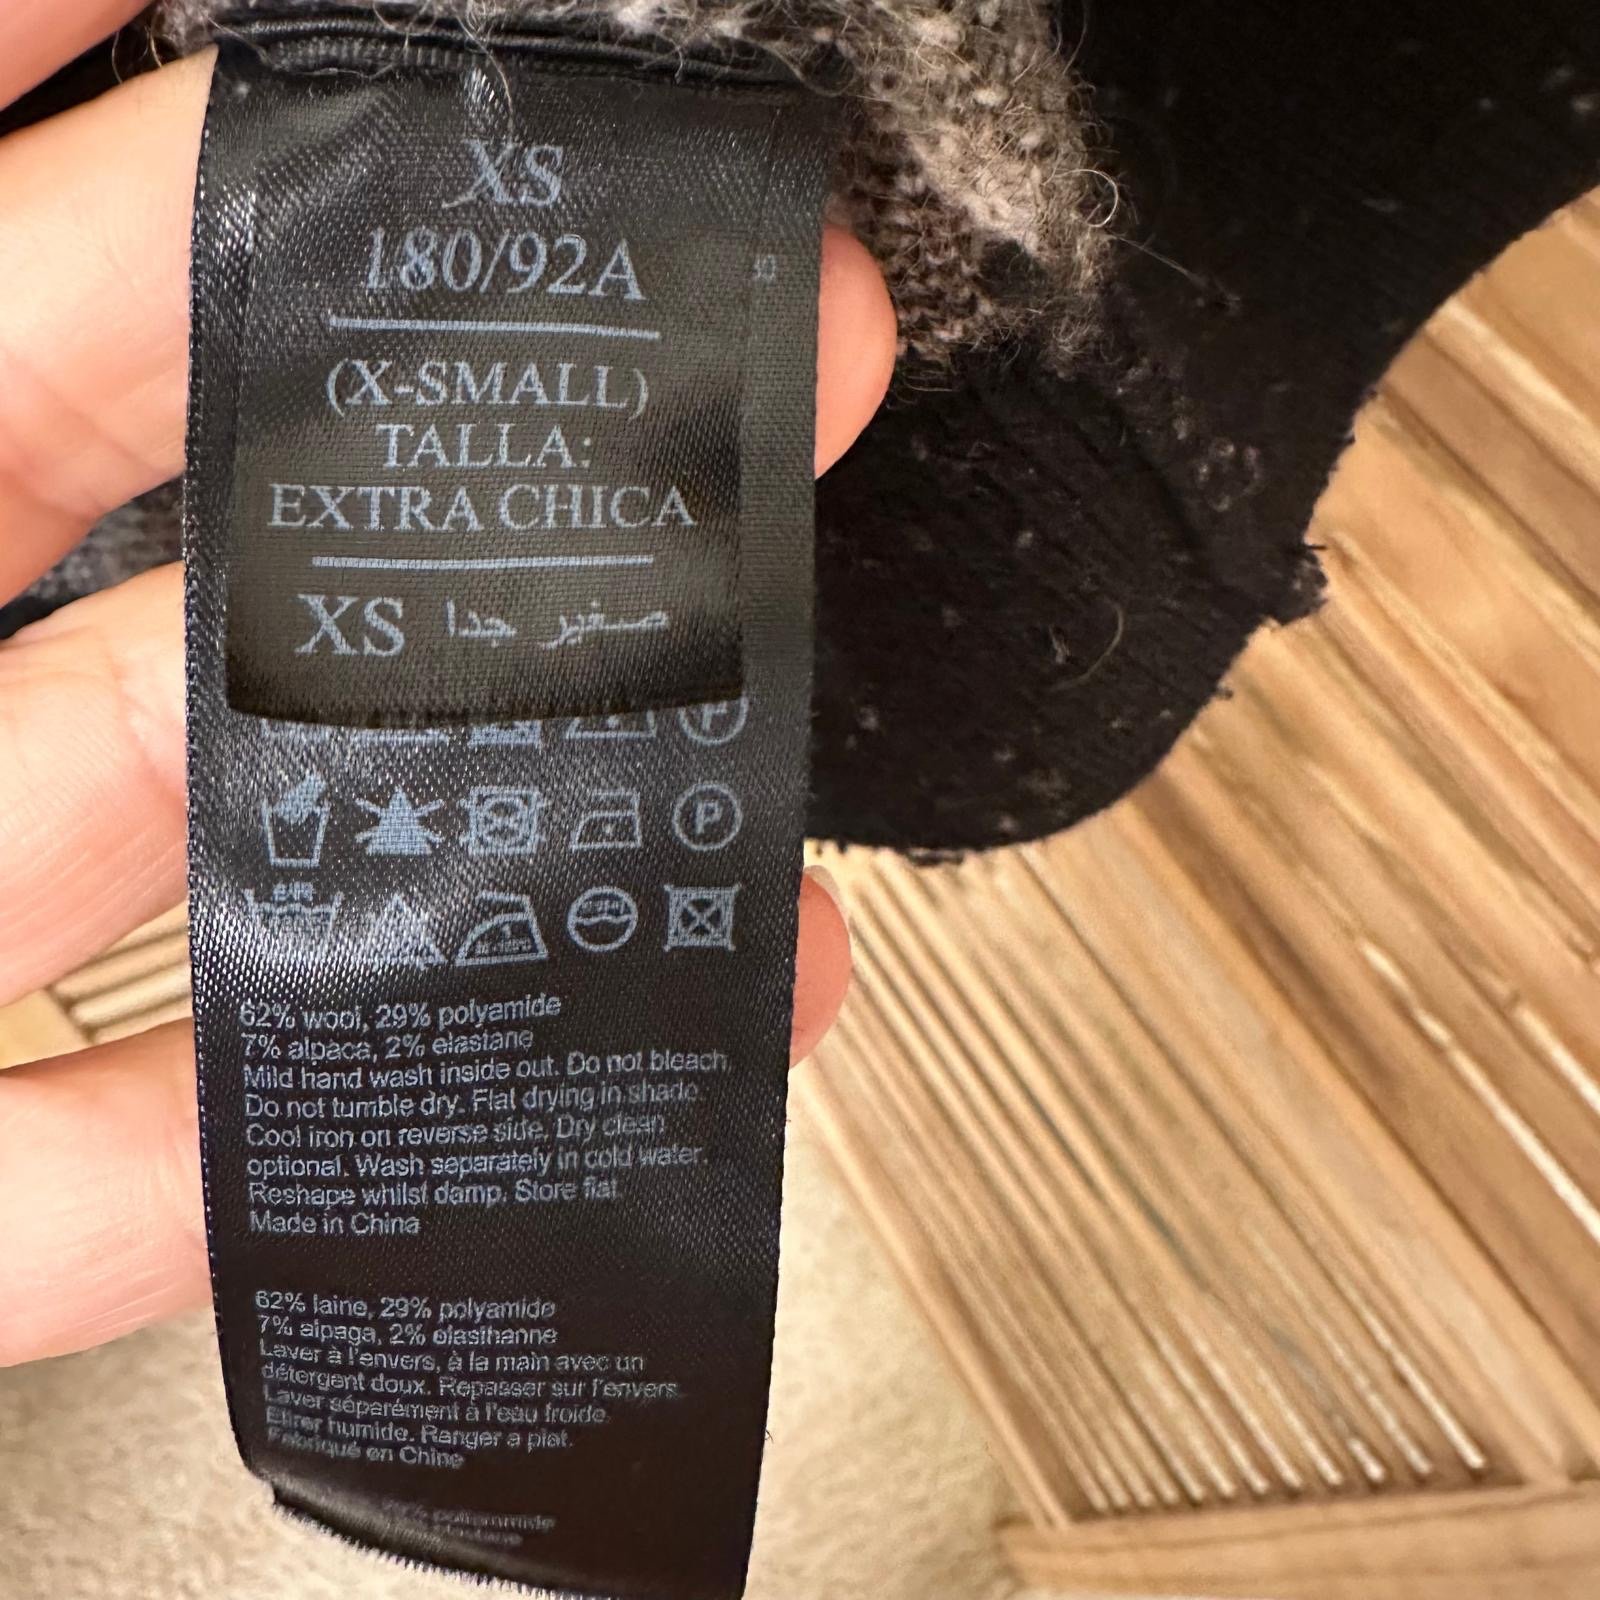 XS
180/92A
(X-SMALL)
TALLA:
EXTRA CHICA
XS صغير جدا
P
62% wool, 29% polyamide
7% alpaca, 2% elastane
Mild hand wash inside out. Do not bleach.
Do not tumble dry. Flat drying in shade.
Cool iron on reverse side. Dry clean
optional. Wash separately in cold water.
Reshape whilst damp. Store flat.
Made in China
62% laine, 29% polyamide
7% alpaga, 2% elasthanne
Laver à l'envers, à la main avec un
détergent doux. Repasser sur l'envers.
Laver séparément à l'eau froide.
Etirer humide. Ranger a plat.
Fabriqué en Chine